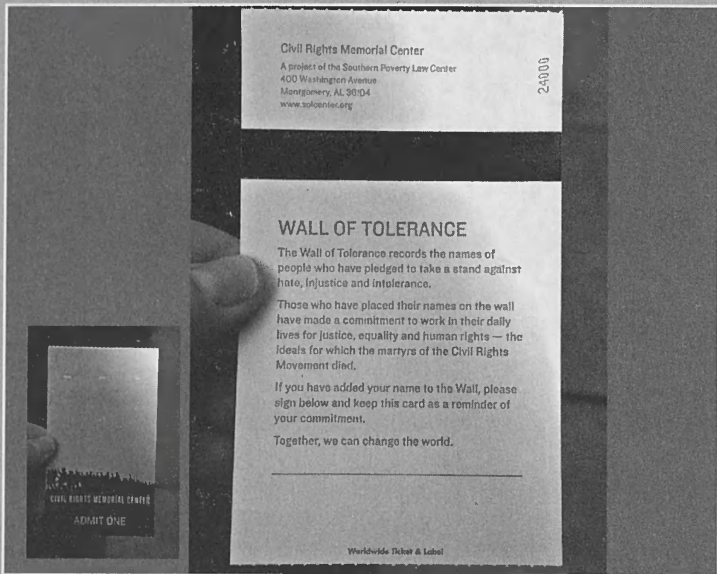 Civil Rights Memorial Center
A project of the Southern Poverty Law Center
400 Washington Avenue
Montgomery, AL 36104
www.splcenter.org
24000
WALL OF TOLERANCE
The Wall of Tolerance records the names of
people who have pledged to take a stand against
hate, injustice and intolerance.
Those who have placed their names on the wall
have made a commitment to work in their daily
lives for justice, equality and human rights — the
ideals for which the martyrs of the Civil Rights
Movement died.
If you have added your name to the Wall, please
sign below and keep this card as a reminder of
your commitment.
Together, we can change the world.
Worldwide Ticket & Label
CIVIL RIGHTS MEMORIAL CENTER
ADMIT ONE